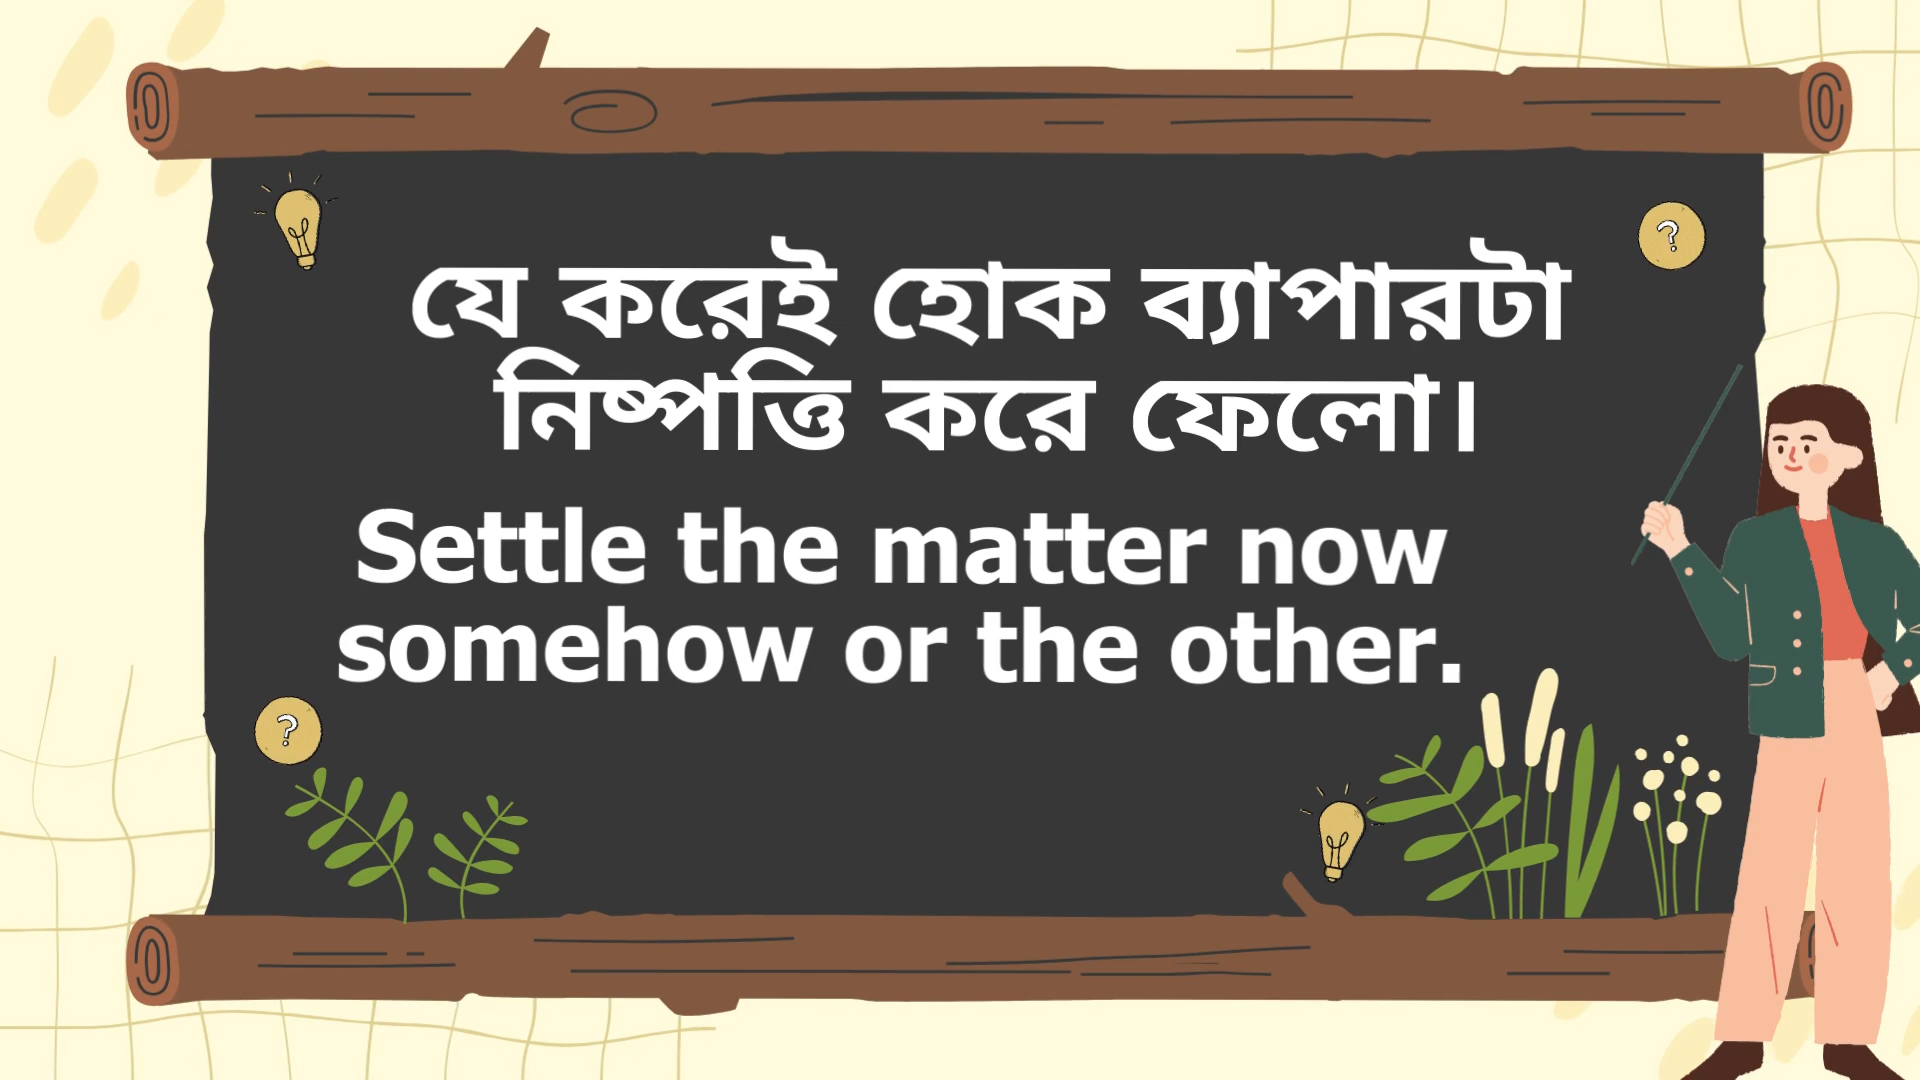 যে করেই হোক ব্যাপারটা
নিষ্পত্তি করে ফেলো।
Settle the matter now
somehow or the other.
?
?